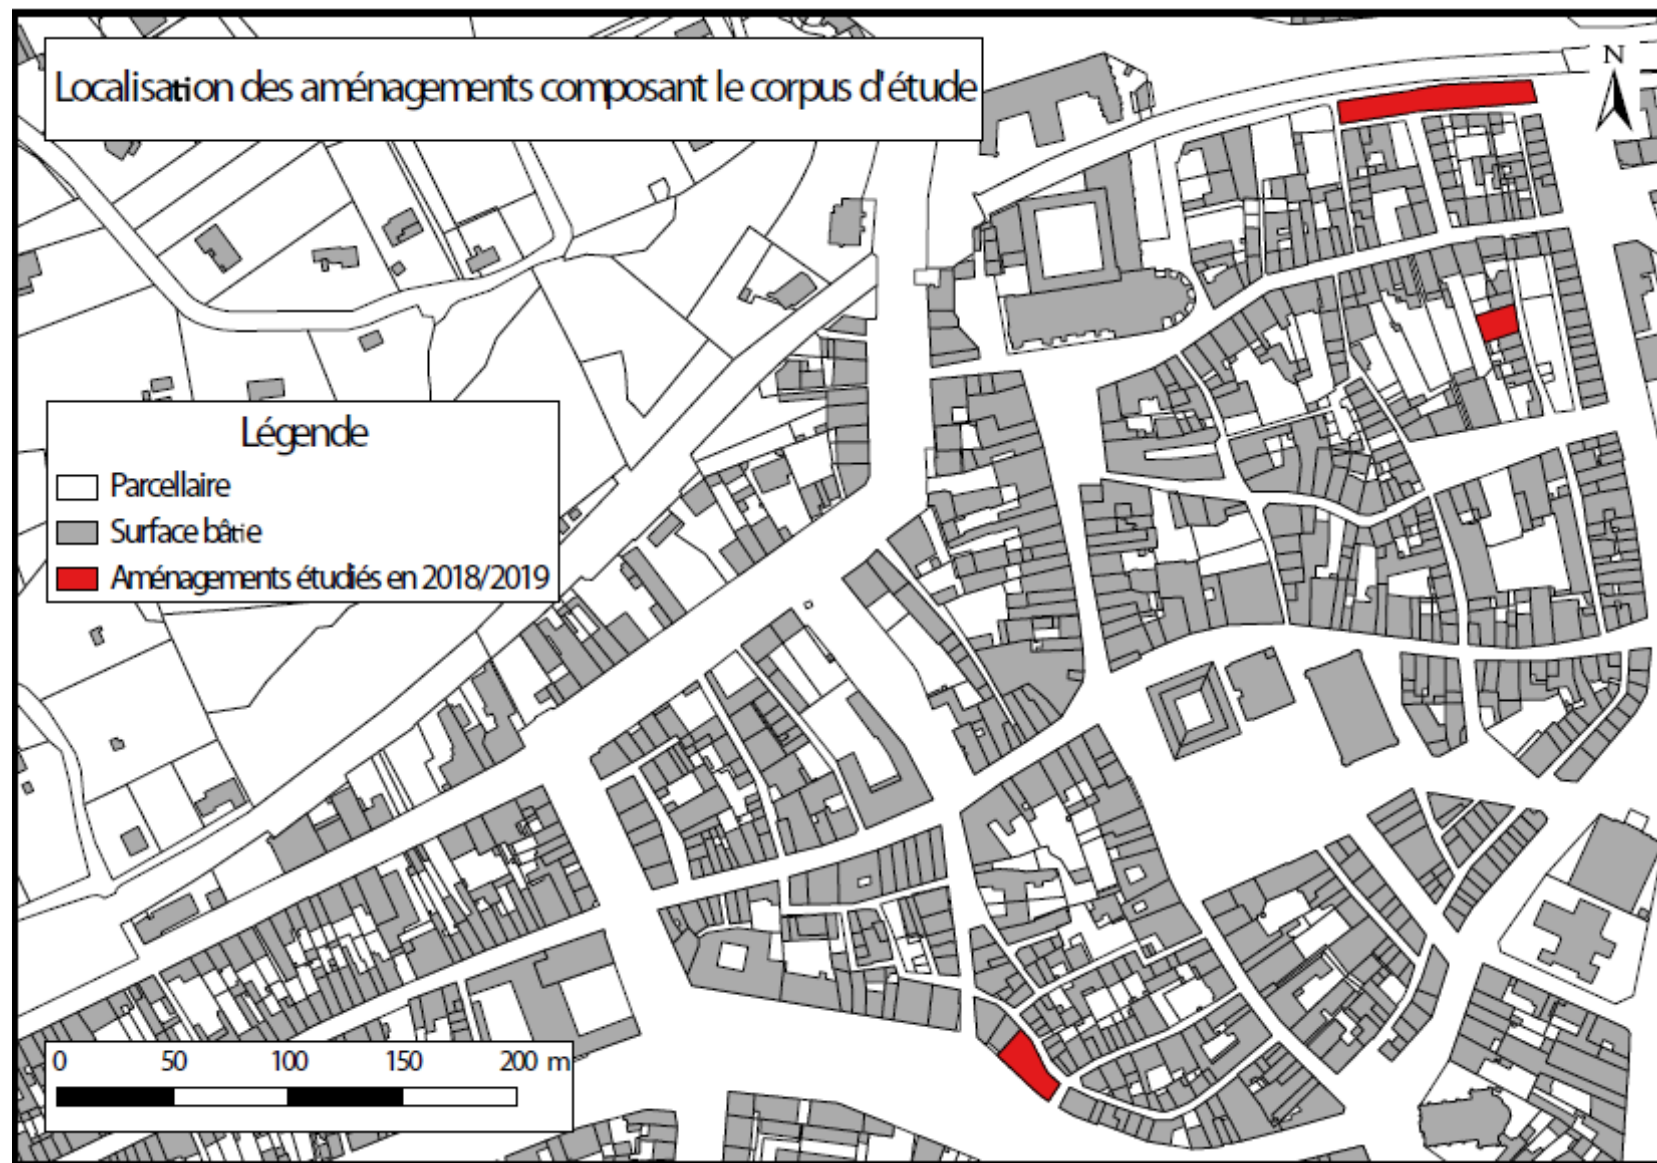 Localisation des aménagements composant le corpus d'étude
N
Légende
Parcellaire
Surface bâtie
Aménagements étudiés en 2018/2019
0 50 100 150 200 m